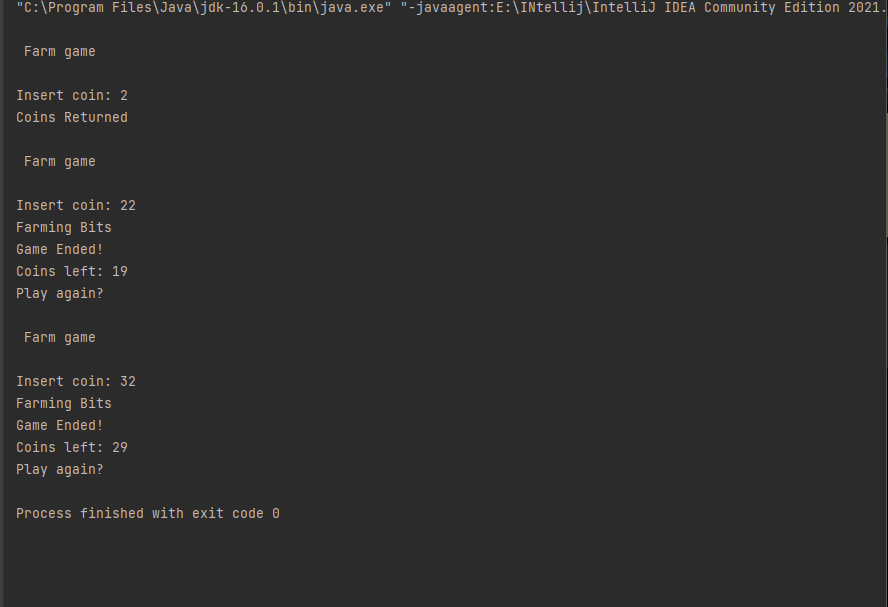 "C:\Program Files\Java\jdk-16.0.1\bin\java.exe" "-javaagent:E:\INtellij\IntelliJ IDEA Community Edition 2021.
Farm game
Insert coin: 2
Coins Returned
Farm game
Insert coin: 22
Farming Bits
Game Ended!
Coins left: 19
Play again?
Farm game
Insert coin: 32
Farming Bits
Game Ended!
Coins left: 29
Play again?
Process finished with exit code 0